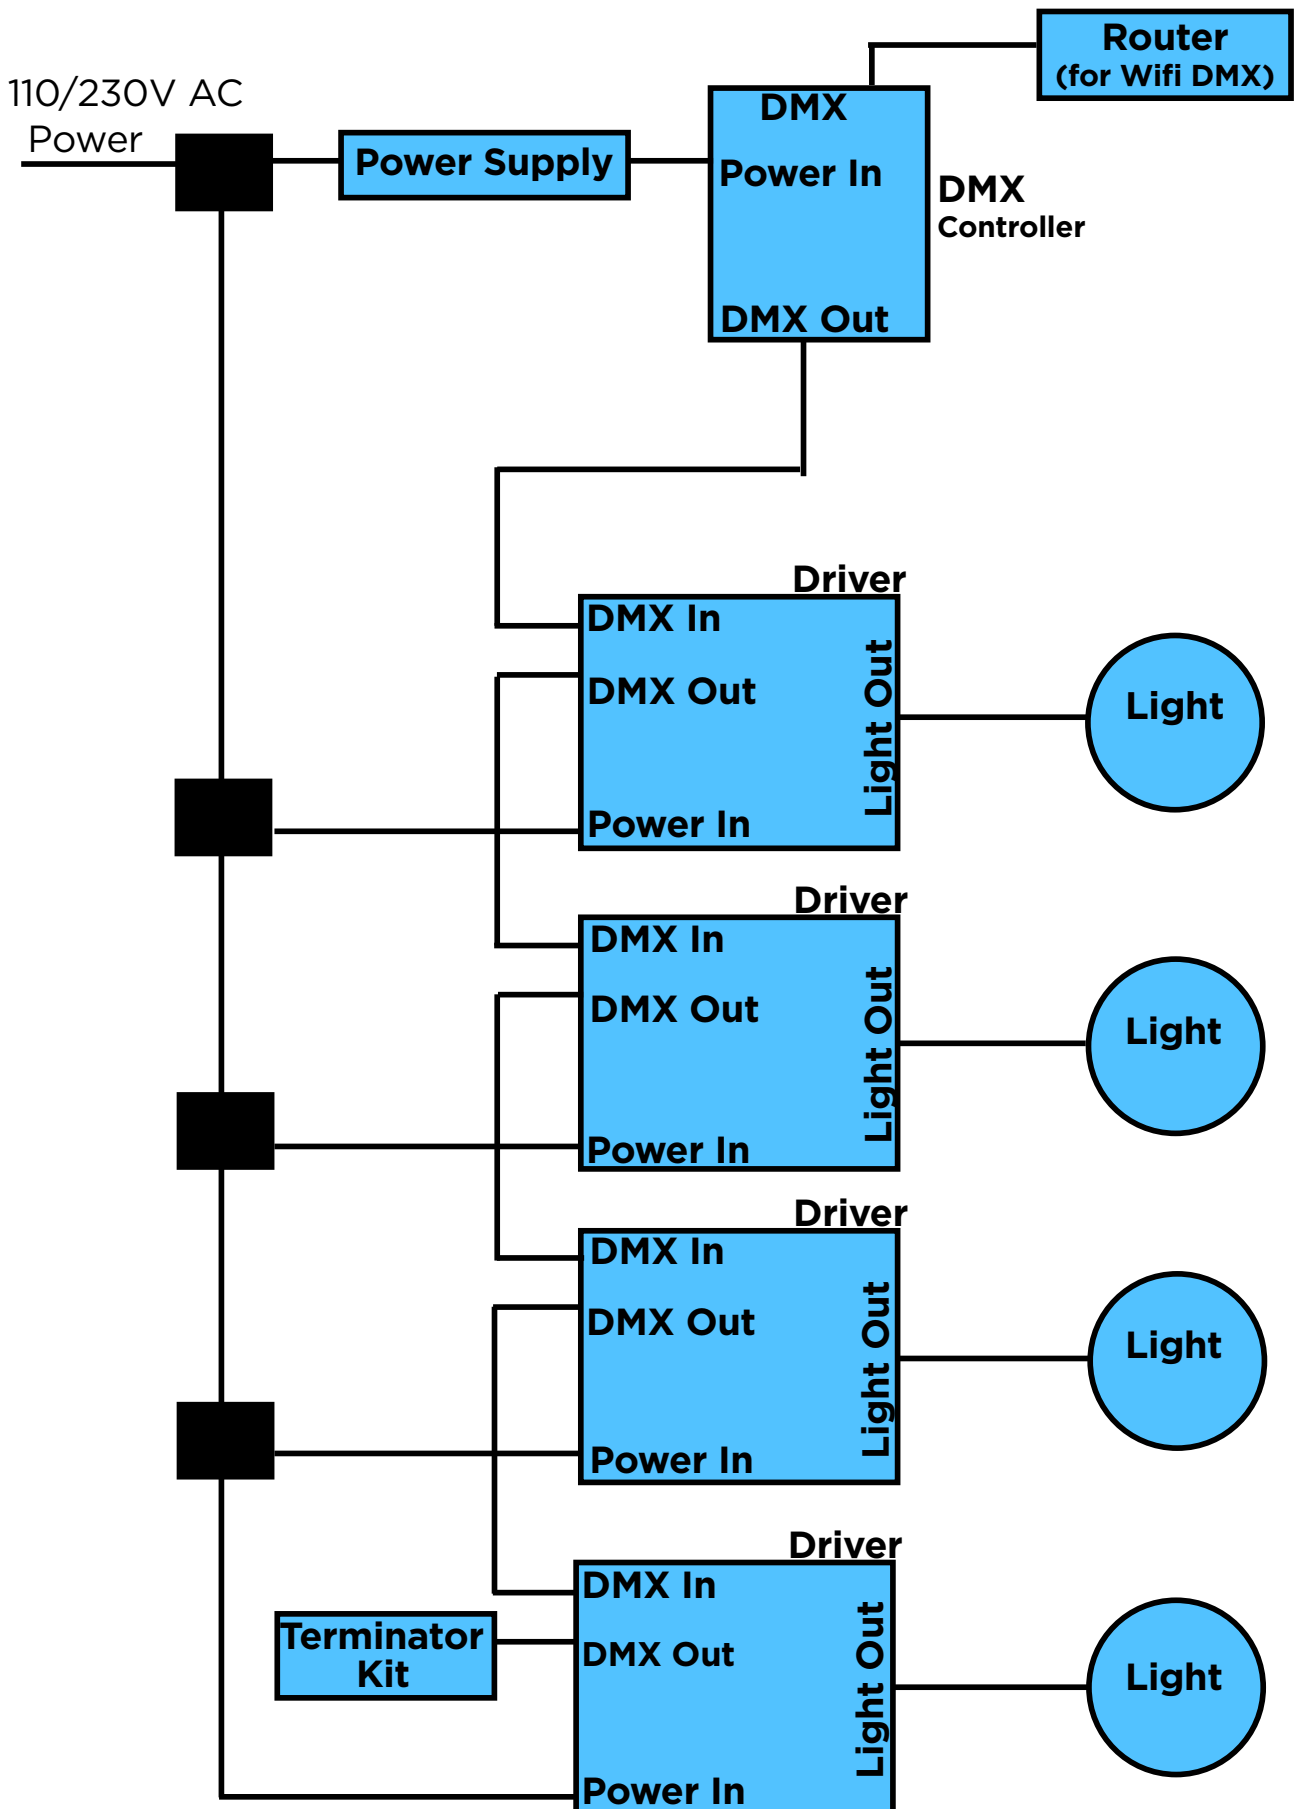 Router
(for Wifi DMX)
110/230V AC
Power
DMX
Power Supply
Power In
DMX
Controller
DMX Out
Driver
DMX In
DMX Out
Light Out
Light
Power In
Driver
DMX In
DMX Out
Light Out
Light
Power In
Driver
DMX In
DMX Out
Light Out
Light
Power In
Driver
DMX In
Terminator
Kit
DMX Out
Light Out
Light
Power In